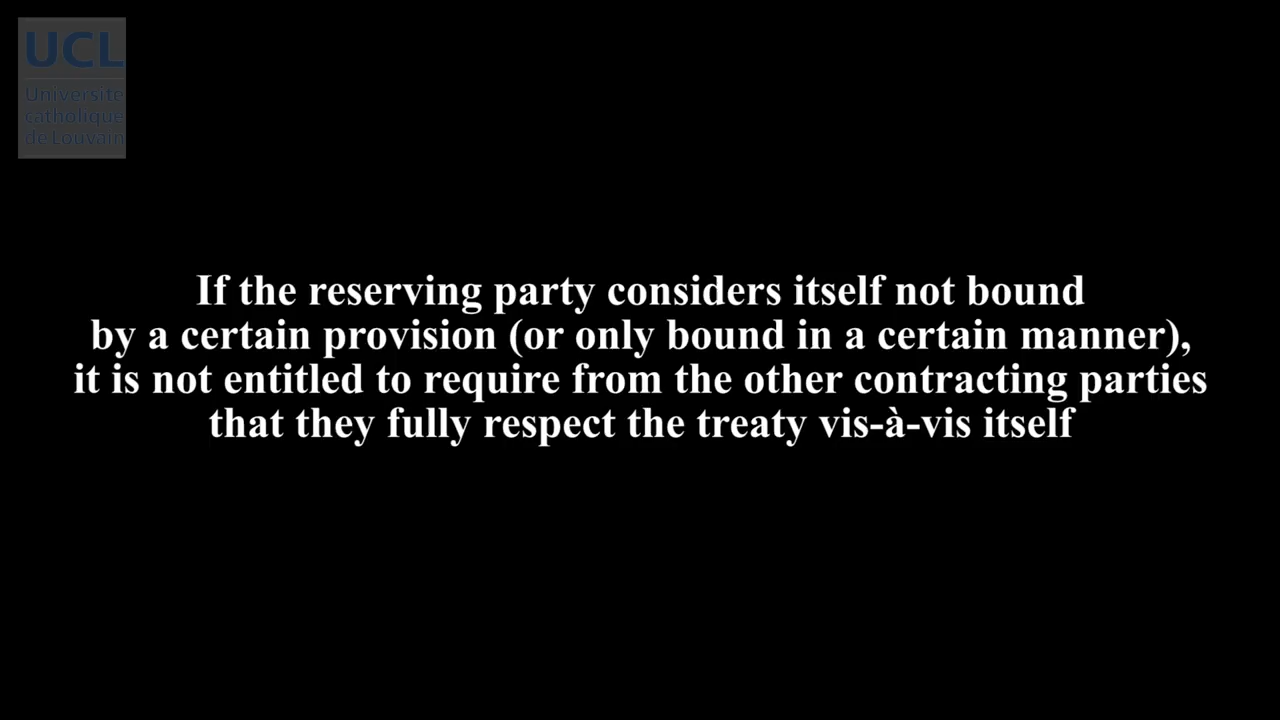 UCL
Université
catholique
de Louvain
If the reserving party considers itself not bound
by a certain provision (or only bound in a certain manner),
it is not entitled to require from the other contracting parties
that they fully respect the treaty vis-à-vis itself